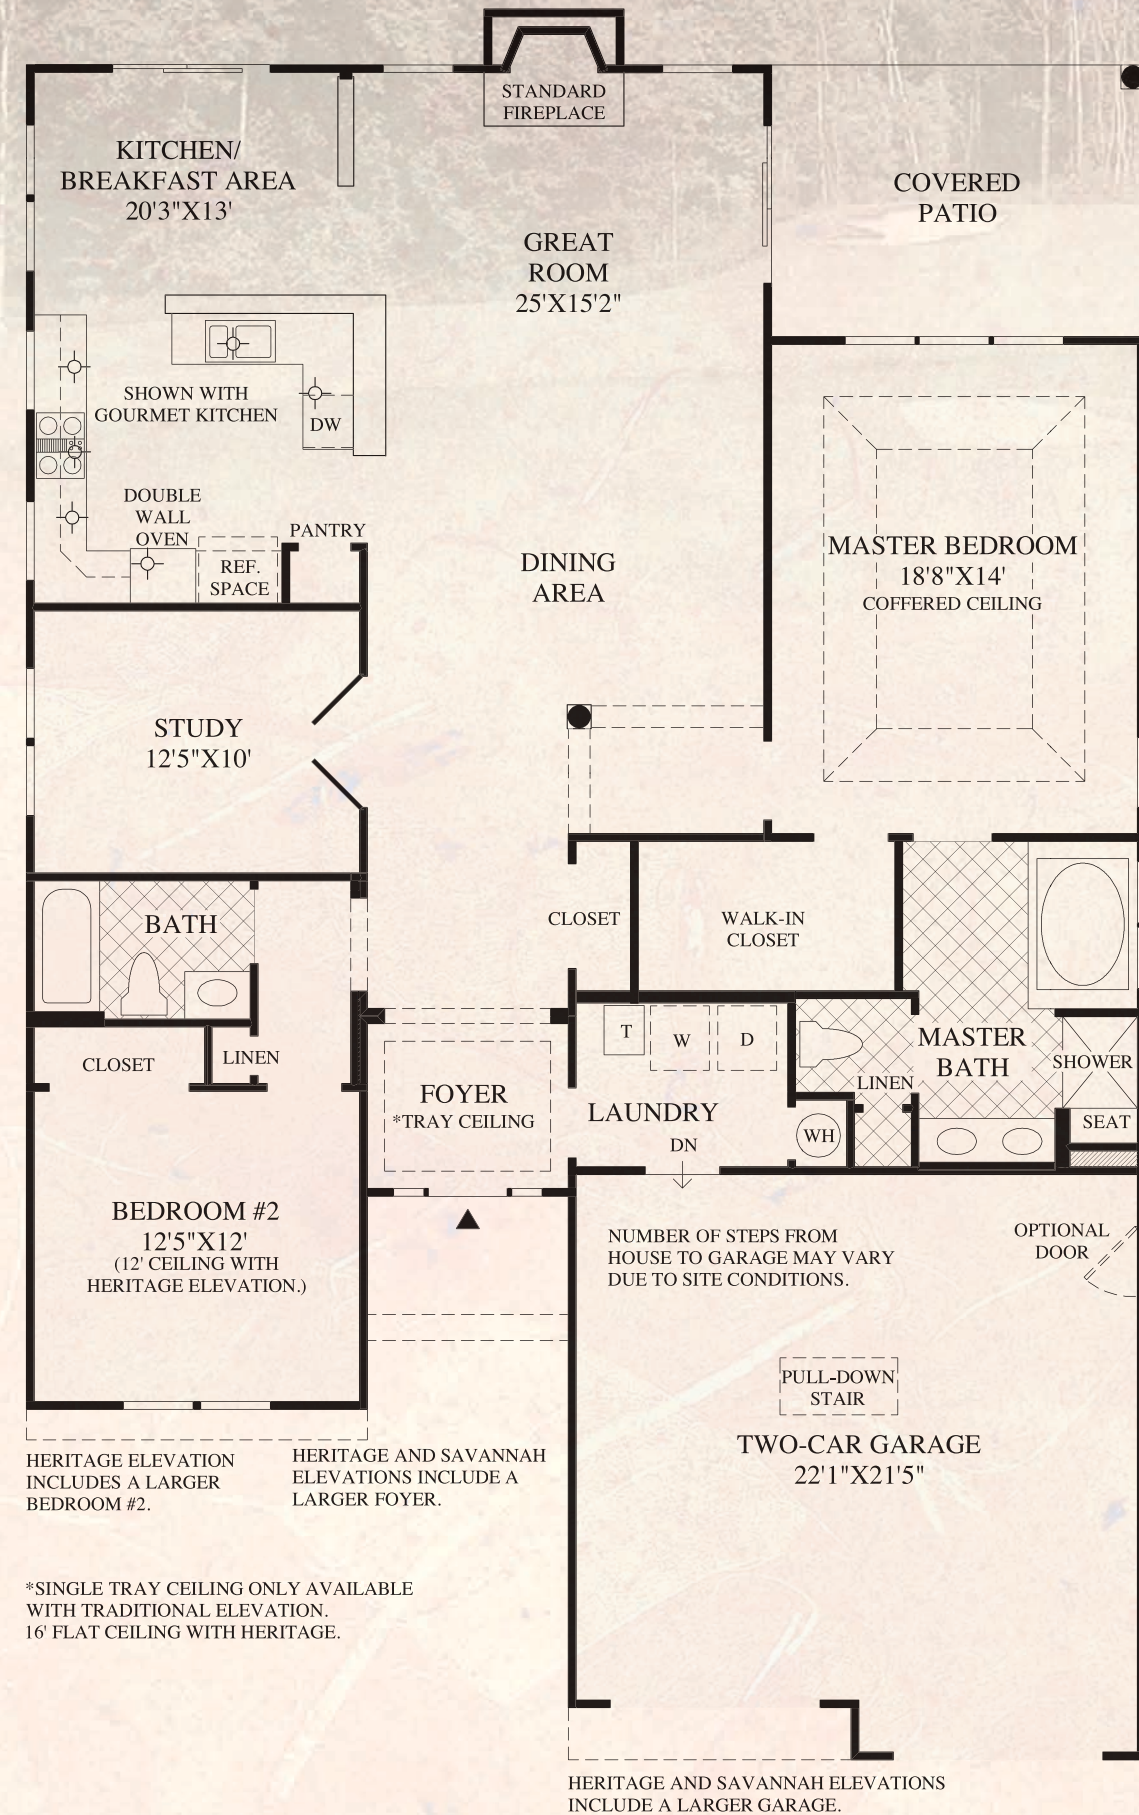 STANDARD
FIREPLACE
KITCHEN/
BREAKFAST AREA
20'3"X13'
COVERED
PATIO
GREAT
ROOM
25'X15'2"
SHOWN WITH
GOURMET KITCHEN
DW
DOUBLE
WALL
OVEN
PANTRY
REF.
SPACE
DINING
AREA
MASTER BEDROOM
18'8"X14'
COFFERED CEILING
STUDY
12'5"X10'
BATH
CLOSET
WALK-IN
CLOSET
T
W
D
MASTER
BATH
SHOWER
SEAT
CLOSET
LINEN
FOYER
*TRAY CEILING
LAUNDRY
DN
WH
LINEN
BEDROOM #2
12'5"X12'
(12' CEILING WITH
HERITAGE ELEVATION.)
NUMBER OF STEPS FROM
HOUSE TO GARAGE MAY VARY
DUE TO SITE CONDITIONS.
OPTIONAL
DOOR
PULL-DOWN
STAIR
TWO-CAR GARAGE
22'1"X21'5"
HERITAGE ELEVATION
INCLUDES A LARGER
BEDROOM #2.
HERITAGE AND SAVANNAH
ELEVATIONS INCLUDE A
LARGER FOYER.
*SINGLE TRAY CEILING ONLY AVAILABLE
WITH TRADITIONAL ELEVATION.
16' FLAT CEILING WITH HERITAGE.
HERITAGE AND SAVANNAH ELEVATIONS
INCLUDE A LARGER GARAGE.